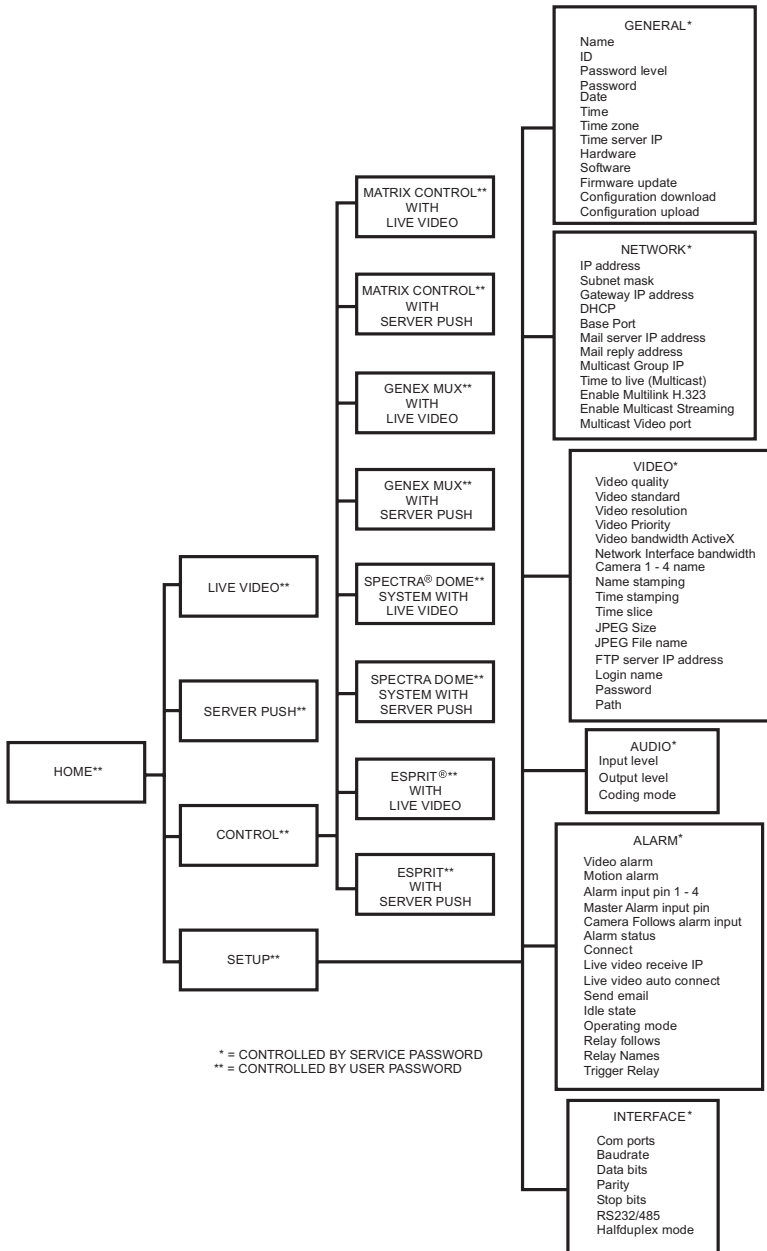 HOME**
LIVE VIDEO**
SERVER PUSH**
CONTROL**
SETUP**
MATRIX CONTROL**
WITH
LIVE VIDEO
MATRIX CONTROL**
WITH
SERVER PUSH
GENEX MUX**
WITH
LIVE VIDEO
GENEX MUX**
WITH
SERVER PUSH
SPECTRA® DOME**
SYSTEM WITH
LIVE VIDEO
SPECTRA DOME**
SYSTEM WITH
SERVER PUSH
ESPRIT®**
WITH
LIVE VIDEO
ESPRIT**
WITH
SERVER PUSH
GENERAL*
Name
ID
Password level
Password
Date
Time
Time zone
Time server IP
Hardware
Software
Firmware update
Configuration download
Configuration upload
NETWORK*
IP address
Subnet mask
Gateway IP address
DHCP
Base Port
Mail server IP address
Mail reply address
Multicast Group IP
Time to live (Multicast)
Enable Multilink H.323
Enable Multicast Streaming
Multicast Video port
VIDEO*
Video quality
Video standard
Video resolution
Video Priority
Video bandwidth ActiveX
Network Interface bandwidth
Camera 1 - 4 name
Name stamping
Time stamping
Time slice
JPEG Size
JPEG File name
FTP server IP address
Login name
Password
Path
AUDIO*
Input level
Output level
Coding mode
ALARM*
Video alarm
Motion alarm
Alarm input pin 1 - 4
Master Alarm input pin
Camera Follows alarm input
Alarm status
Connect
Live video receive IP
Live video auto connect
Send email
Idle state
Operating mode
Relay follows
Relay Names
Trigger Relay
INTERFACE*
Com ports
Baudrate
Data bits
Parity
Stop bits
RS232/485
Halfduplex mode
* = CONTROLLED BY SERVICE PASSWORD
** = CONTROLLED BY USER PASSWORD